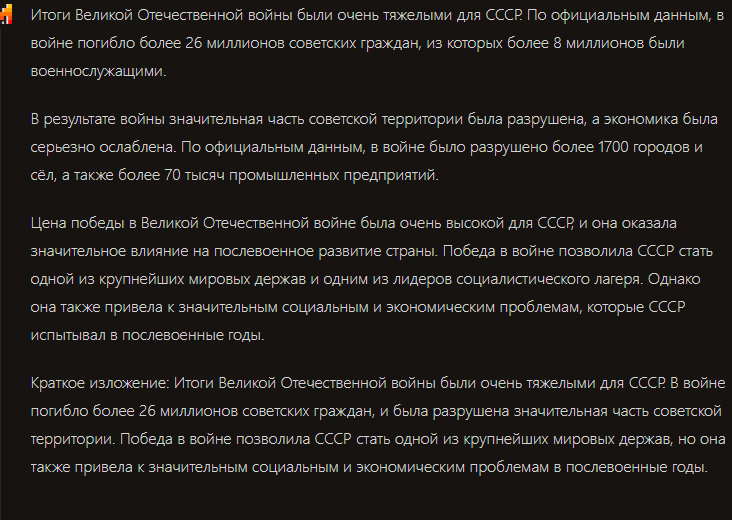 Итоги Великой Отечественной войны были очень тяжелыми для СССР. По официальным данным, в
войне погибло более 26 миллионов советских граждан, из которых более 8 миллионов были
военнослужащими.
В результате войны значительная часть советской территории была разрушена, а экономика была
серьезно ослаблена. По официальным данным, в войне было разрушено более 1700 городов и
сёл, а также более 70 тысяч промышленных предприятий.
Цена победы в Великой Отечественной войне была очень высокой для СССР, и она оказала
значительное влияние на послевоенное развитие страны. Победа в войне позволила СССР стать
одной из крупнейших мировых держав и одним из лидеров социалистического лагеря. Однако
она также привела к значительным социальным и экономическим проблемам, которые СССР
испытывал в послевоенные годы.
Краткое изложение: Итоги Великой Отечественной войны были очень тяжелыми для СССР. В войне
погибло более 26 миллионов советских граждан, и была разрушена значительная часть советской
территории. Победа в войне позволила СССР стать одной из крупнейших мировых держав, но она
также привела к значительным социальным и экономическим проблемам в послевоенные годы.